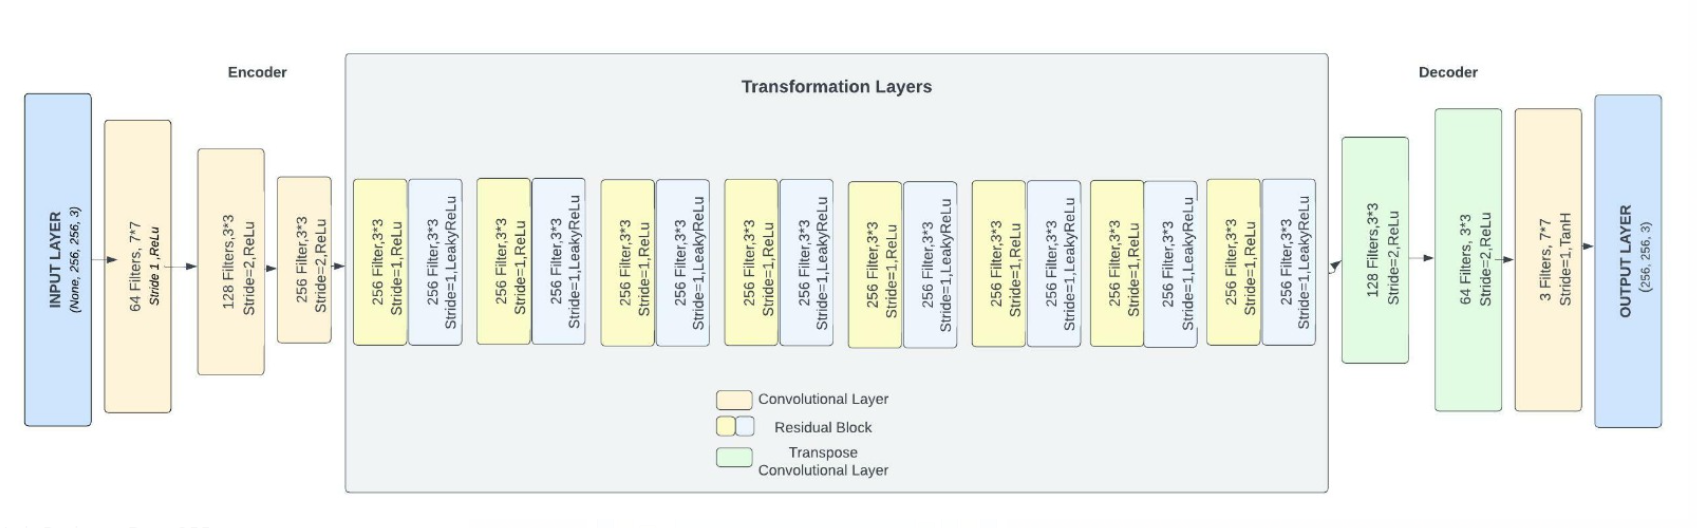 Encoder
Transformation Layers
Decoder
INPUT LAYER
(None, 256, 256, 3)
64 Filters, 7*7
Stride 1 ,ReLu
128 Filters,3*3
Stride=2,ReLu
256 Filter,3*3
Stride=2,ReLu
256 Filter,3*3
Stride=1,ReLu
256 Filter,3*3
Stride=1,LeakyReLu
256 Filter,3*3
Stride=1,ReLu
256 Filter,3*3
Stride=1,LeakyReLu
256 Filter,3*3
Stride=1,ReLu
256 Filter,3*3
Stride=1,LeakyReLu
256 Filter,3*3
Stride=1,ReLu
256 Filter,3*3
Stride=1,LeakyReLu
256 Filter,3*3
Stride=1,ReLu
256 Filter,3*3
Stride=1,LeakyReLu
256 Filter,3*3
Stride=1,ReLu
256 Filter,3*3
Stride=1,LeakyReLu
256 Filter,3*3
Stride=1,ReLu
256 Filter,3*3
Stride=1,LeakyReLu
256 Filter,3*3
Stride=1,ReLu
256 Filter,3*3
Stride=1,LeakyReLu
128 Filters,3*3
Stride=2,ReLu
64 Filters, 3*3
Stride=2,ReLu
3 Filters, 7*7
Stride=1,TanH
OUTPUT LAYER
(256, 256, 3)
Convolutional Layer
Residual Block
Transpose
Convolutional Layer